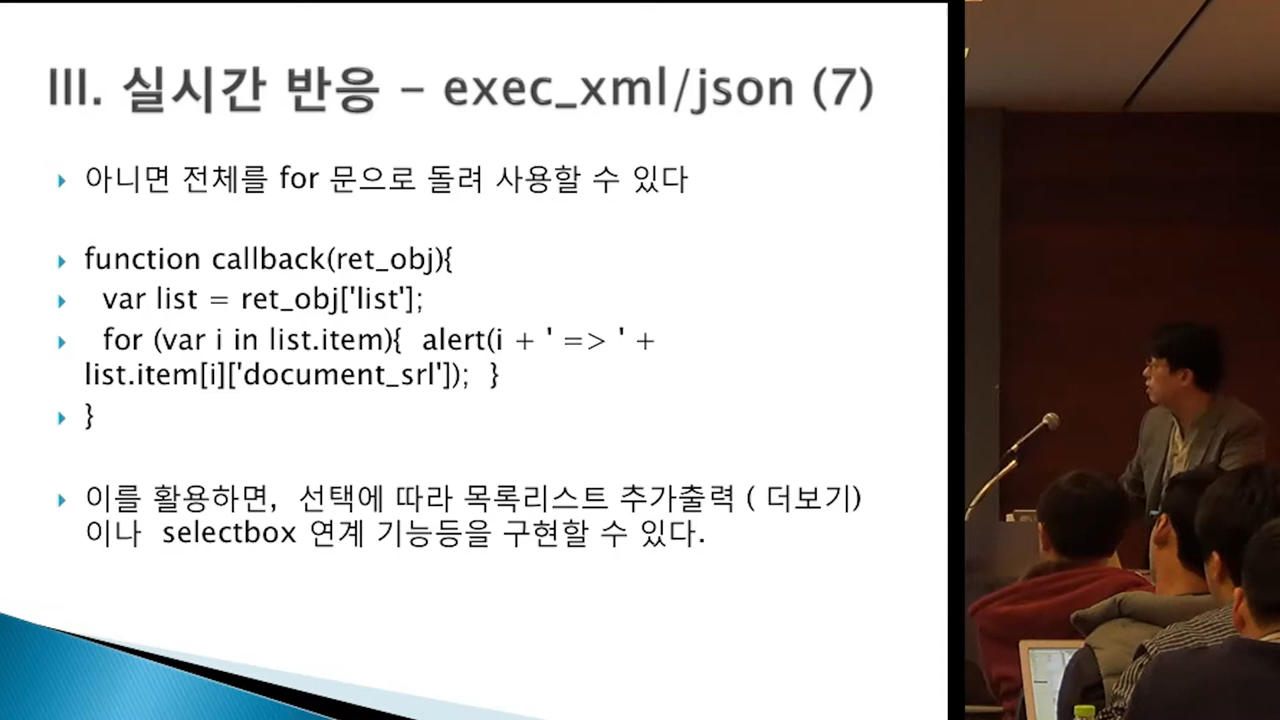 III. 실시간 반응 – exec_xml/json (7)
아니면 전체를 for 문으로 돌려 사용할 수 있다
function callback(ret_obj){
var list = ret_obj['list'];
for (var i in list.item){ alert(i + ' => ' +
list.item[i]['document_srl']); }
}
이를 활용하면, 선택에 따라 목록리스트 추가출력 ( 더보기)
이나 selectbox 연계 기능등을 구현할 수 있다.